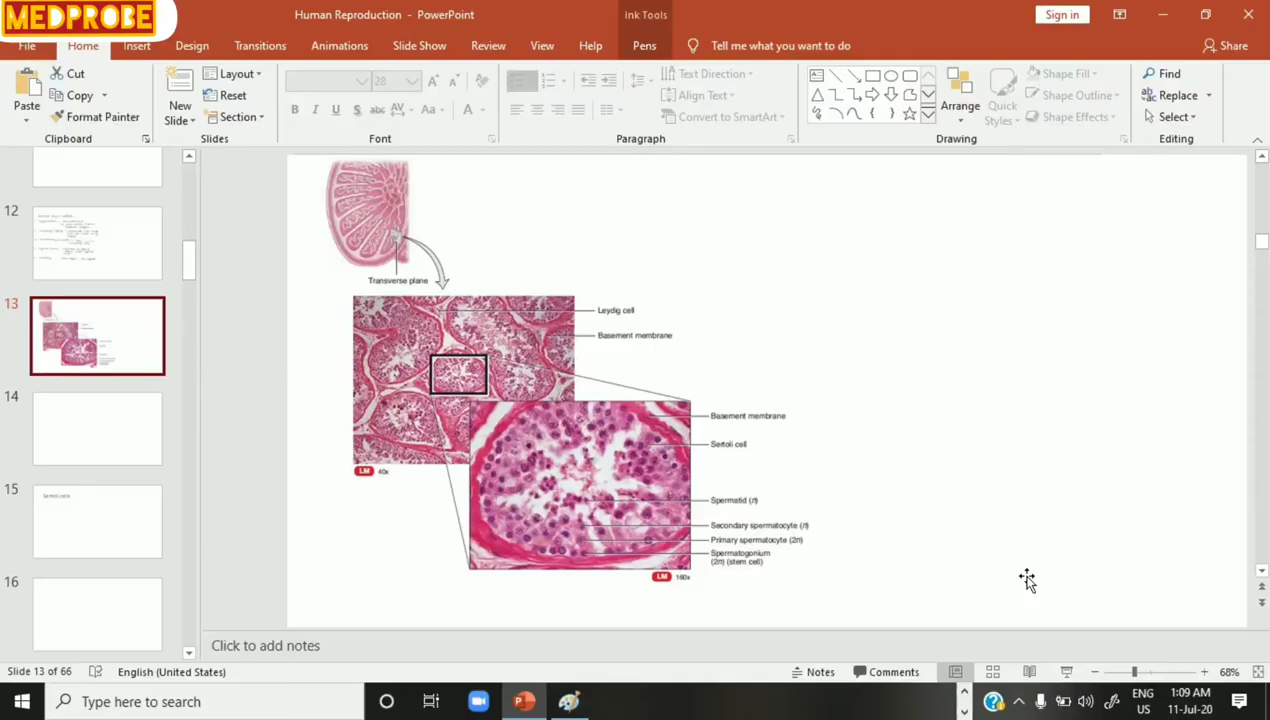 MEDPROBE
Human Reproduction - PowerPoint
Ink Tools
Sign in
File
Home
Insert
Design
Transitions
Animations
Slide Show
Review
View
Help
Pens
Tell me what you want to do
Share
Paste
Cut
Copy
Format Painter
Clipboard
New Slide
Layout
Reset
Section
Slides
28
Font
Text Direction
Align Text
Convert to SmartArt
Paragraph
Arrange
Quick Styles
Shape Fill
Shape Outline
Shape Effects
Drawing
Find
Replace
Select
Editing
12
13
14
15
Sertoli cells
16
Transverse plane
Leydig cell
Basement membrane
LM 40x
Basement membrane
Sertoli cell
Spermatid (n)
Secondary spermatocyte (n)
Primary spermatocyte (2n)
Spermatogonium
(2n) (stem cell)
LM 160x
Click to add notes
Slide 13 of 66
English (United States)
Notes
Comments
68%
Type here to search
ENG
US
1:09 AM
11-Jul-20